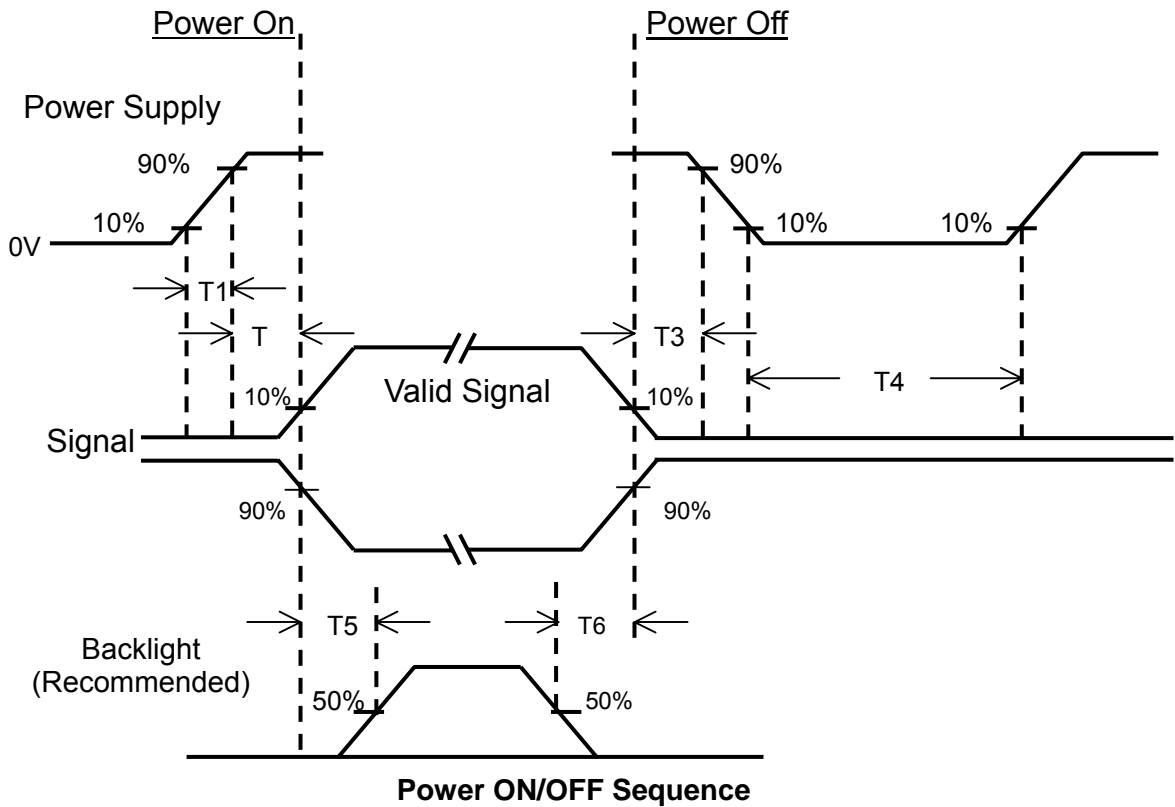 Power On
Power Off
Power Supply
90%
90%
10%
10%
10%
0V
T1
T
T3
T4
10%
Valid Signal
10%
Signal
90%
90%
T5
T6
Backlight
(Recommended)
50%
50%
Power ON/OFF Sequence